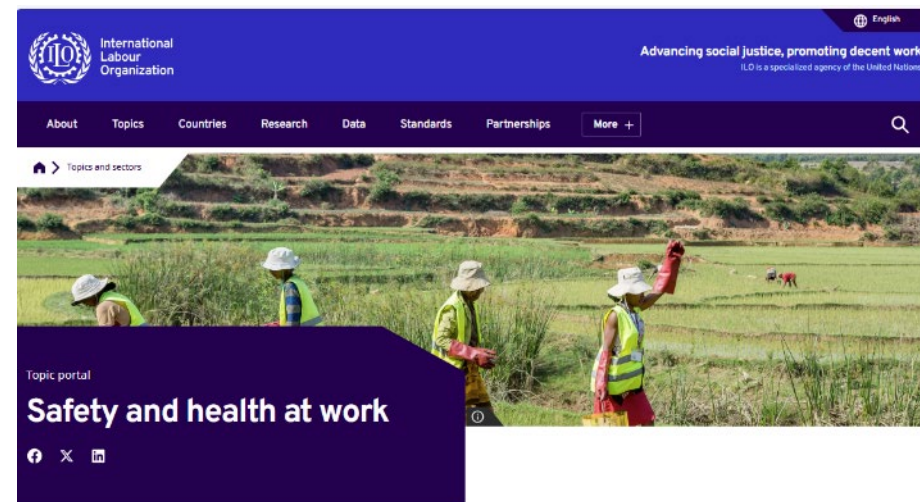 English
ILO
International
Labour
Organization
Advancing social justice, promoting decent work
ILO is a specialized agency of the United Nations
About Topics Countries Research Data Standards Partnerships More +
Topics and sectors
Topic portal
Safety and health at work